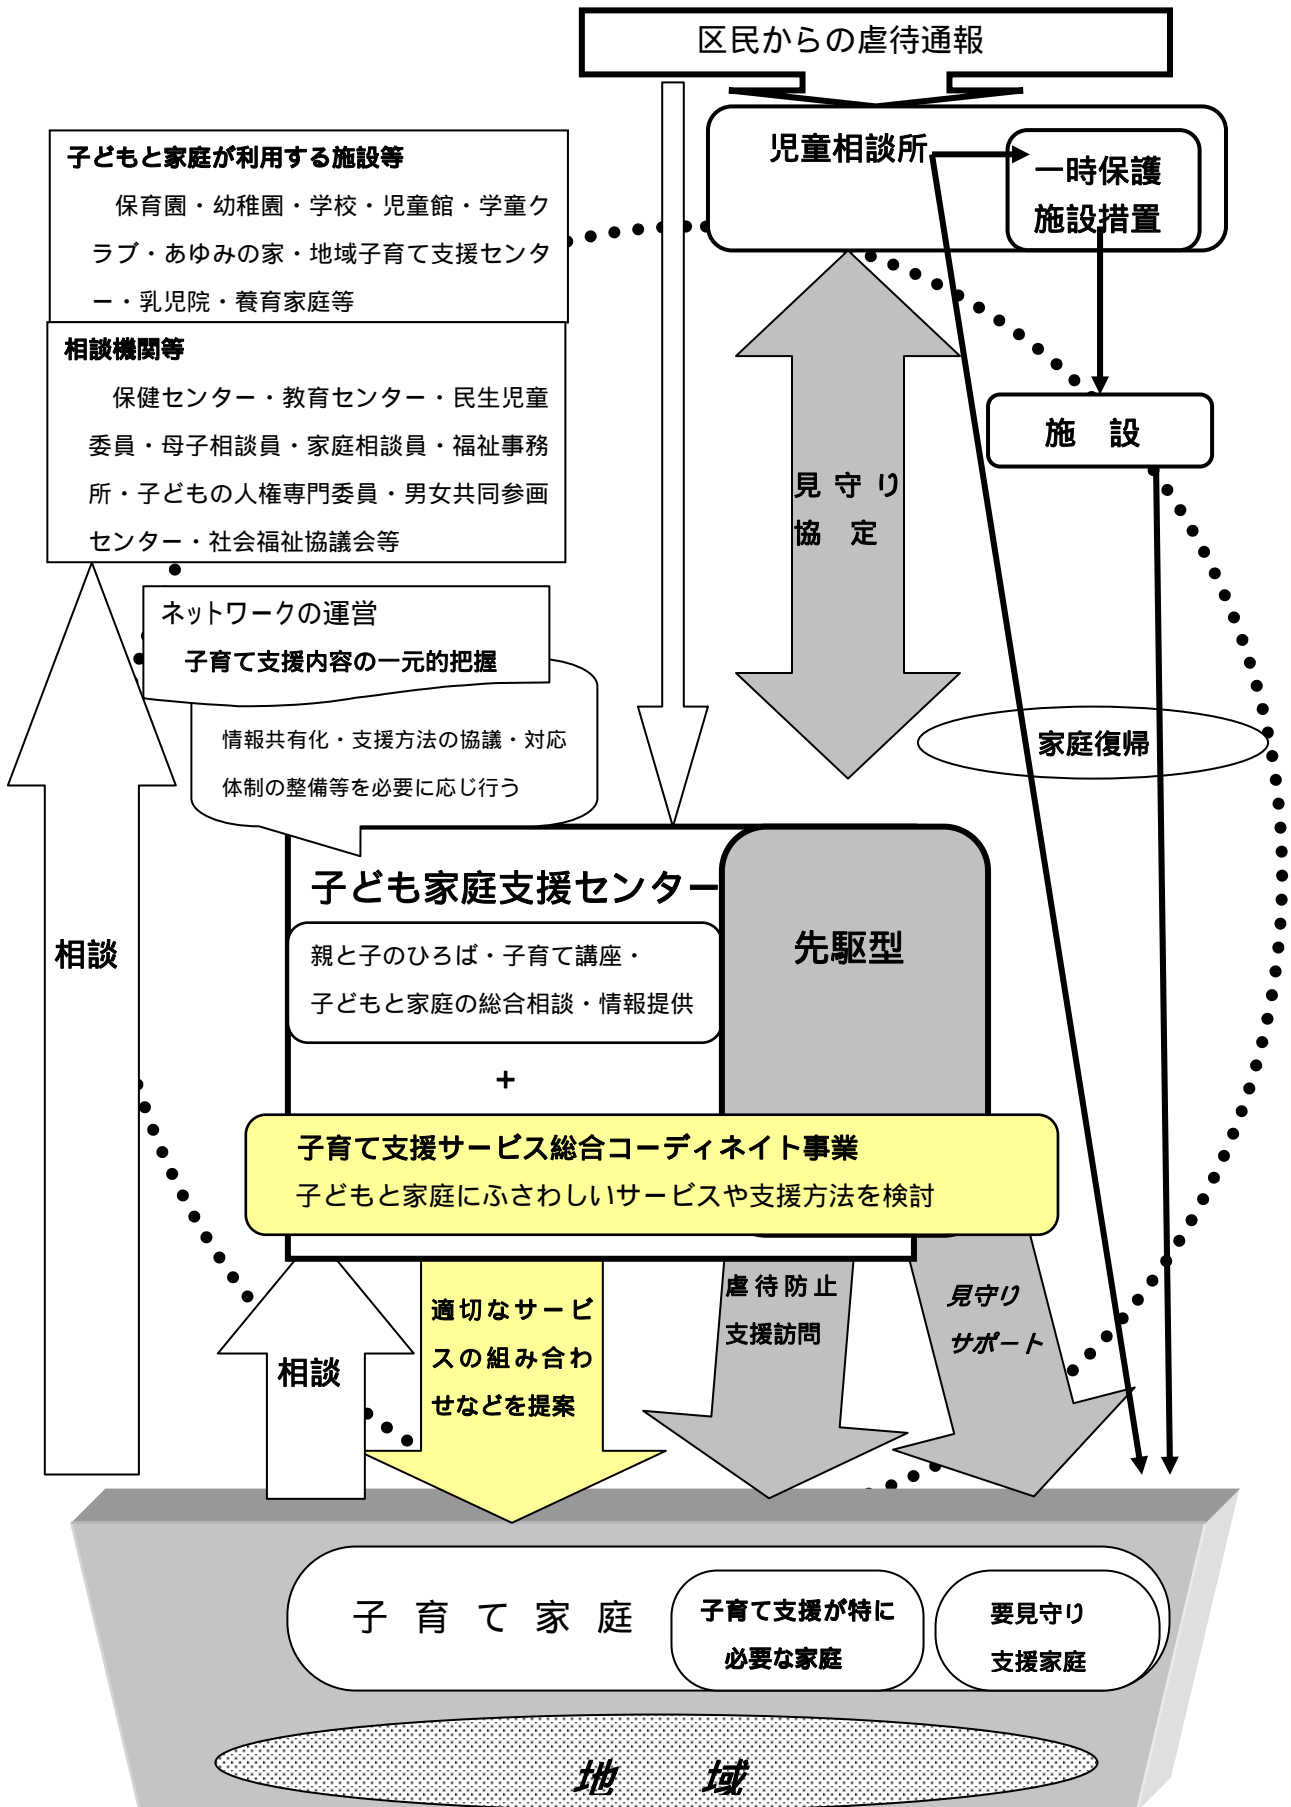 区民からの虐待通報
児童相談所
一時保護
施設措置
子どもと家庭が利用する施設等
保育園・幼稚園・学校・児童館・学童ク
ラブ・あゆみの家・地域子育て支援センタ
ー・乳児院・養育家庭等
相談機関等
保健センター・教育センター・民生児童
委員・母子相談員・家庭相談員・福祉事務
所・子どもの人権専門委員・男女共同参画
センター・社会福祉協議会等
施　設
見 守 り
協　定
ネットワークの運営
子育て支援内容の一元的把握
情報共有化・支援方法の協議・対応
体制の整備等を必要に応じ行う
家庭復帰
相談
子ども家庭支援センター
先駆型
親と子のひろば・子育て講座・
子どもと家庭の総合相談・情報提供
+
子育て支援サービス総合コーディネイト事業
子どもと家庭にふさわしいサービスや支援方法を検討
相談
適切なサービ
スの組み合わ
せなどを提案
虐待防止
支援訪問
見守り
サポート
子 育 て 家 庭
子育て支援が特に
必要な家庭
要見守り
支援家庭
地　域